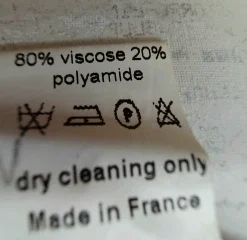 80% viscose 20%
polyamide
P
dry cleaning only
Made in France